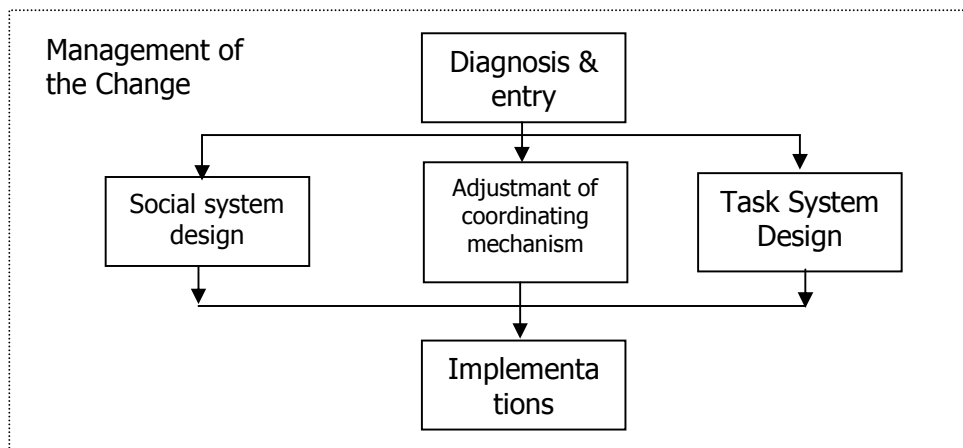 Management of
the Change
Diagnosis &
entry
Social system
design
Adjustmant of
coordinating
mechanism
Task System
Design
Implementa
tions